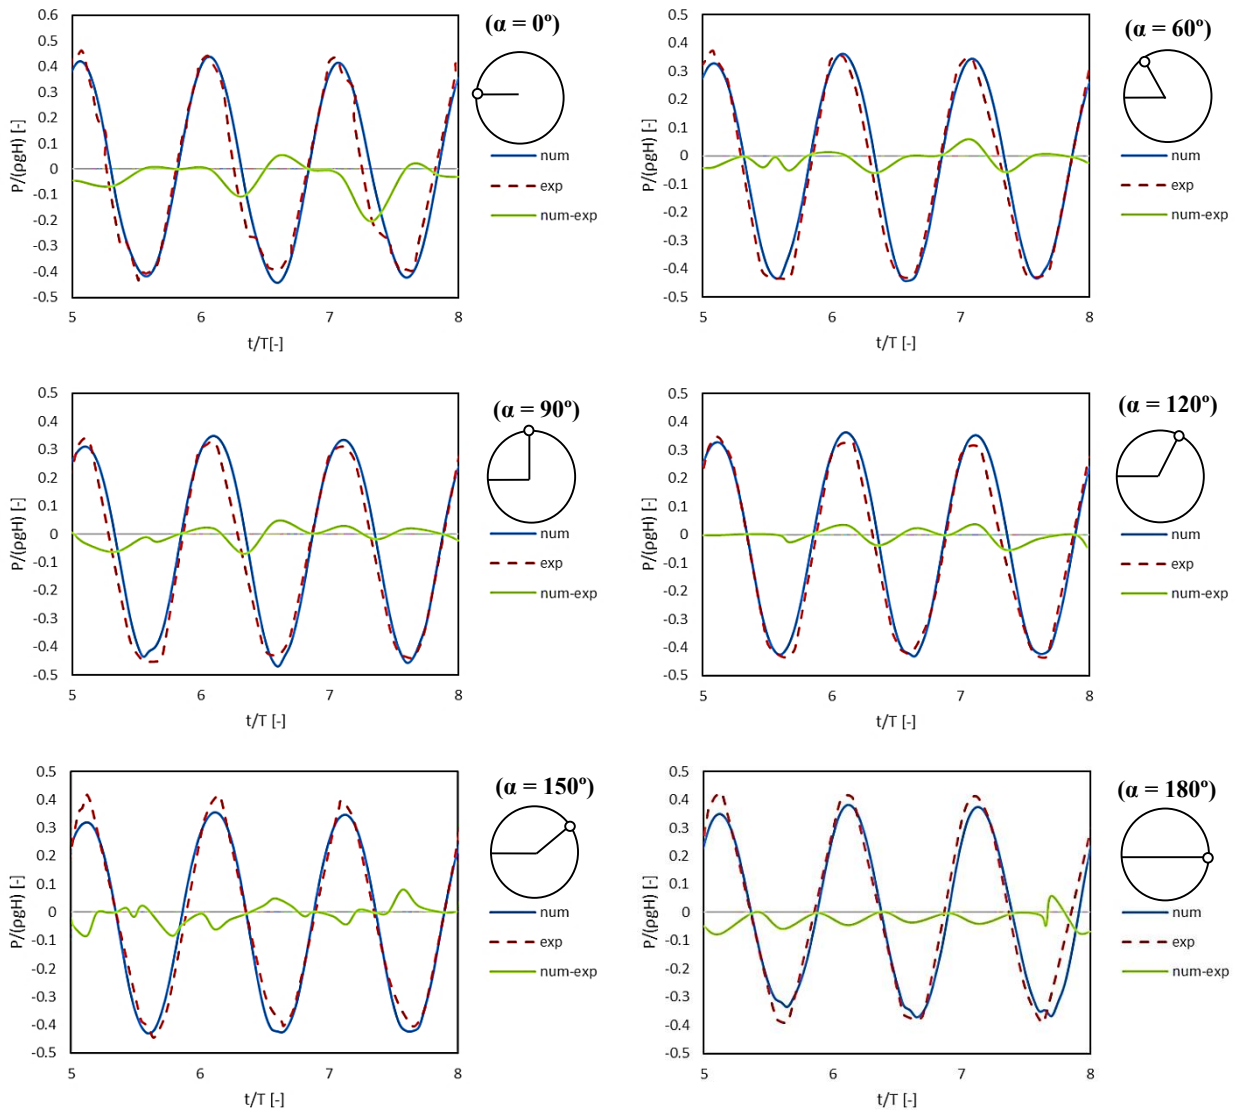 (α = 0º)
0.6
0.5
0.4
0.3
0.2
0.1
0
-0.1
-0.2
-0.3
-0.4
-0.5
P/(ρgH) [-]
5 6 7 8
t/T[-]
num
exp
num-exp
(α = 60º)
0.5
0.4
0.3
0.2
0.1
0
-0.1
-0.2
-0.3
-0.4
-0.5
P/(ρgH) [-]
5 6 7 8
t/T [-]
num
exp
num-exp
(α = 90º)
0.5
0.4
0.3
0.2
0.1
0
-0.1
-0.2
-0.3
-0.4
-0.5
P/(ρgH) [-]
5 6 7 8
t/T [-]
num
exp
num-exp
(α = 120º)
0.5
0.4
0.3
0.2
0.1
0
-0.1
-0.2
-0.3
-0.4
-0.5
P/(ρgH) [-]
5 6 7 8
t/T [-]
num
exp
num-exp
(α = 150º)
0.5
0.4
0.3
0.2
0.1
0
-0.1
-0.2
-0.3
-0.4
-0.5
P/(ρgH) [-]
5 6 7 8
t/T [-]
num
exp
num-exp
(α = 180º)
0.5
0.4
0.3
0.2
0.1
0
-0.1
-0.2
-0.3
-0.4
-0.5
P/(ρgH) [-]
5 6 7 8
t/T [-]
num
exp
num-exp